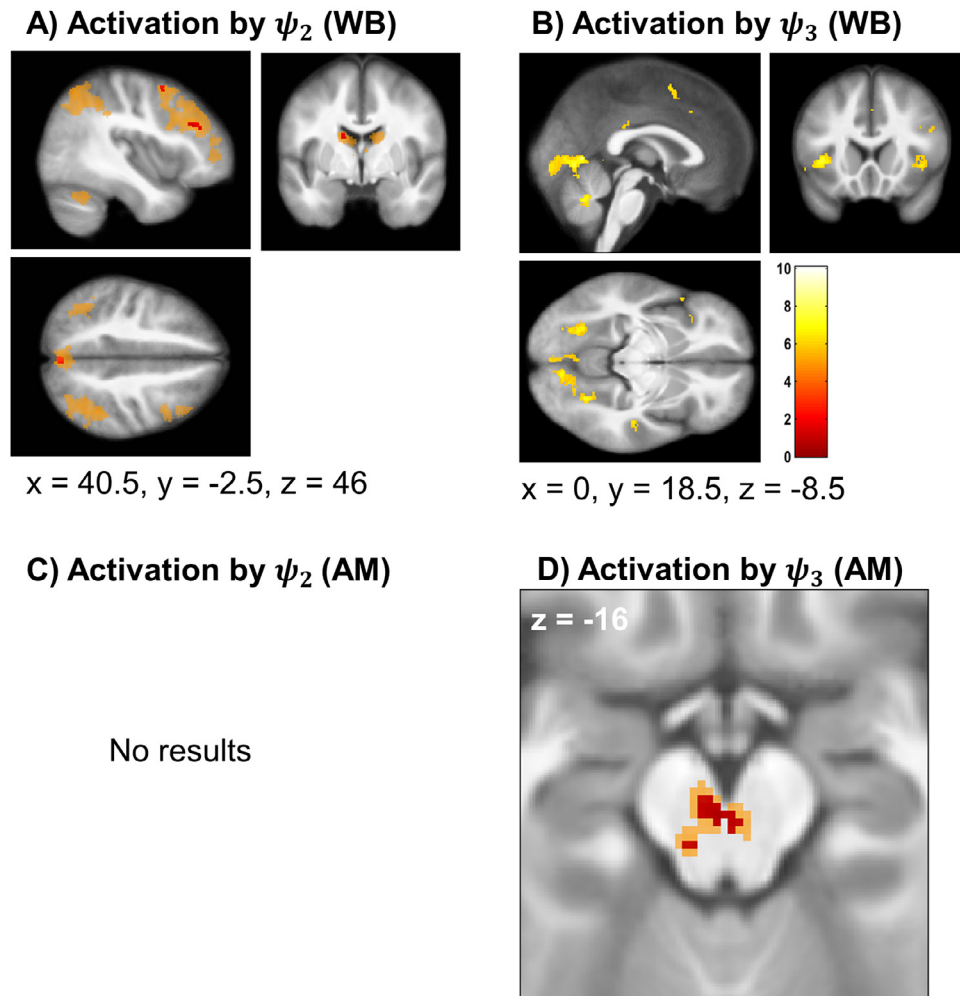 A) Activation by ψ₂ (WB)
B) Activation by ψ₃ (WB)
10
8
6
4
2
0
x = 40.5, y = -2.5, z = 46
x = 0, y = 18.5, z = -8.5
C) Activation by ψ₂ (AM)
D) Activation by ψ₃ (AM)
z = -16
No results